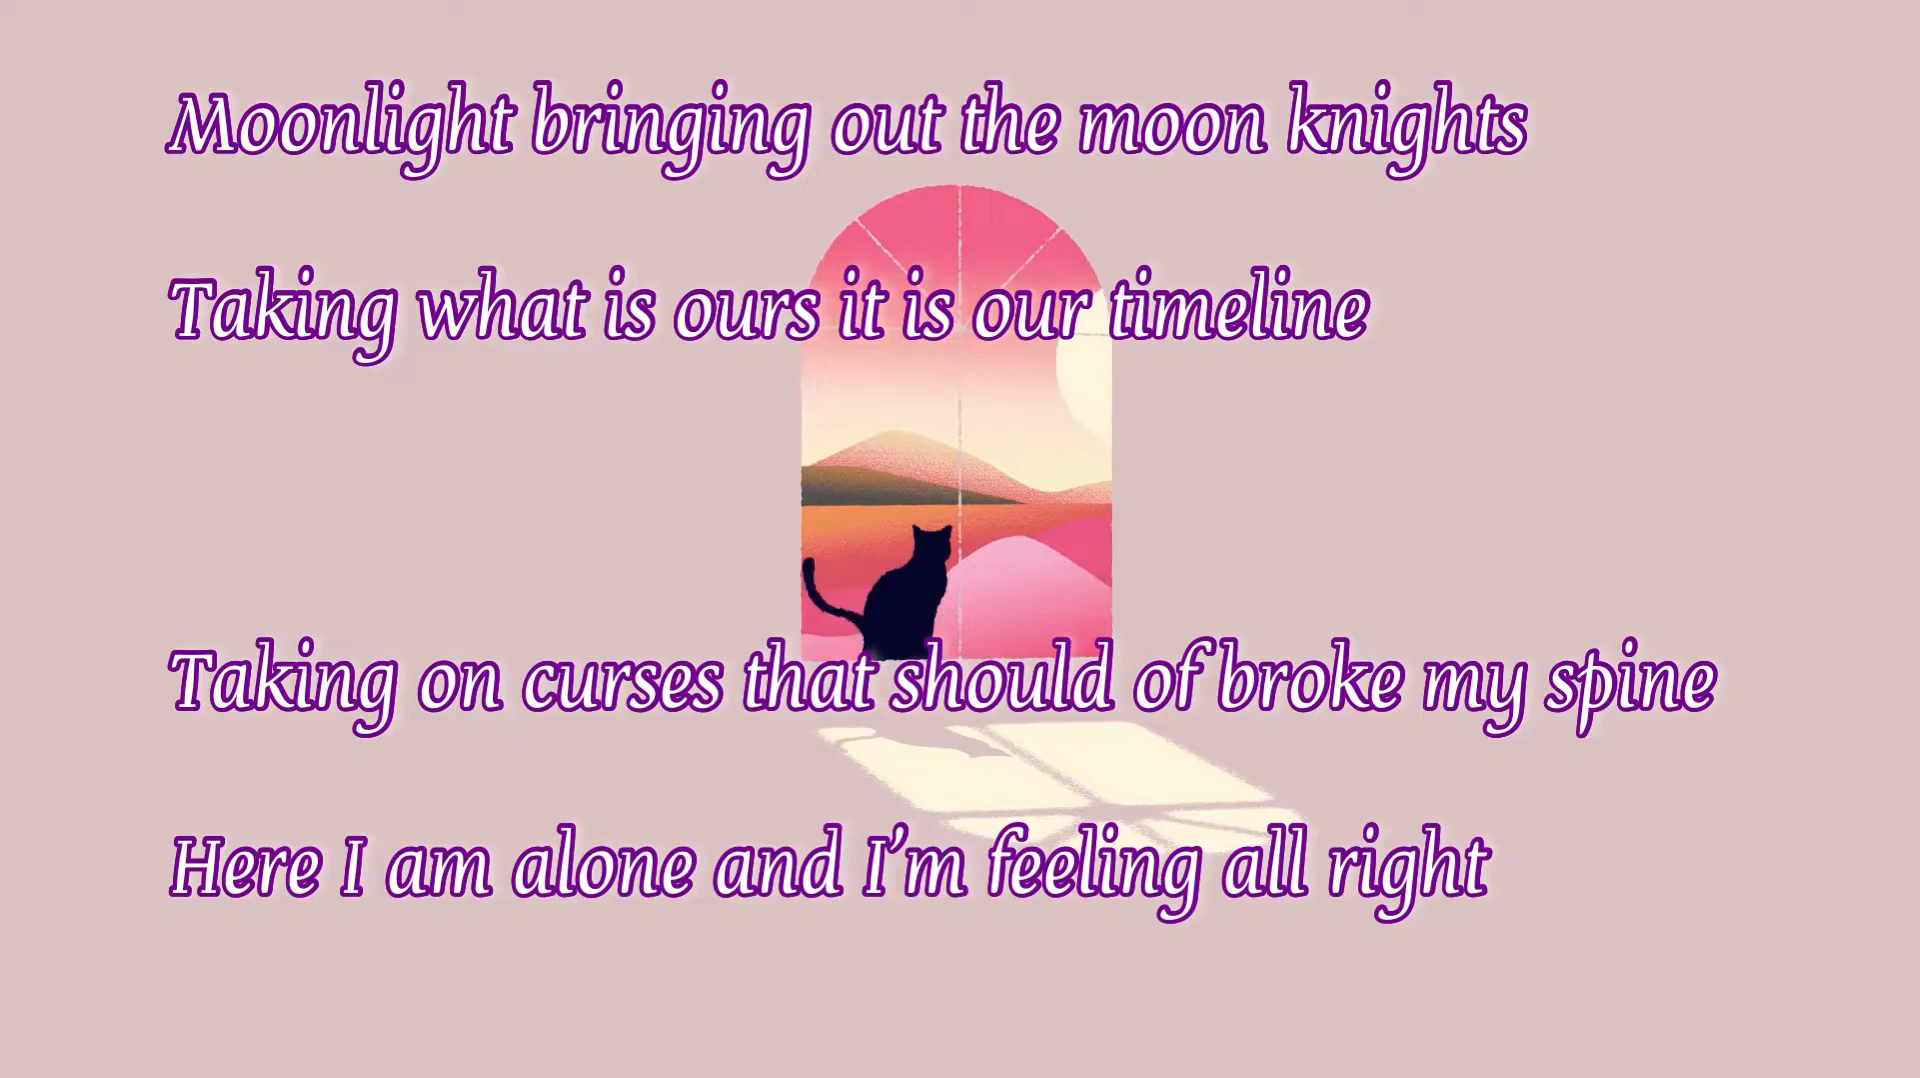 Moonlight bringing out the moon knights
Taking what is ours it is our timeline
Taking on curses that should of broke my spine
Here I am alone and I'm feeling all right